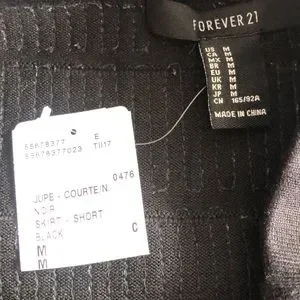 FOREVER 21
US M
CA M
MX M
BR M
EU M
UK M
KR M
JP M
CN 165/92A
MADE IN CHINA
E
T1117
0476
JUPE - COURTE/N.
NOIR
SKIRT - SHORT
BLACK
M C
M